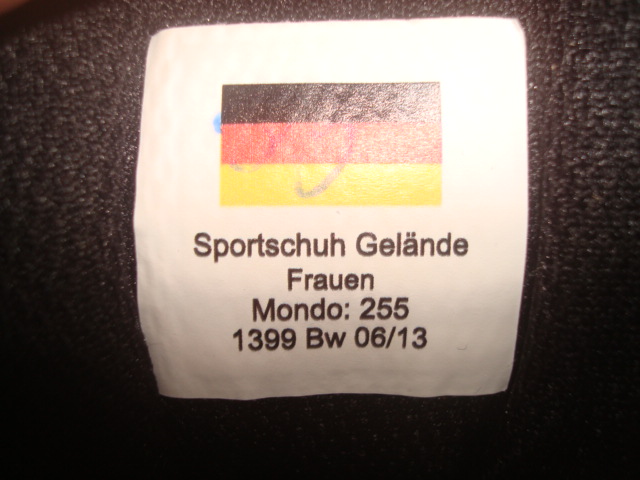 Sportschuh Gelände
Frauen
Mondo: 255
1399 Bw 06/13